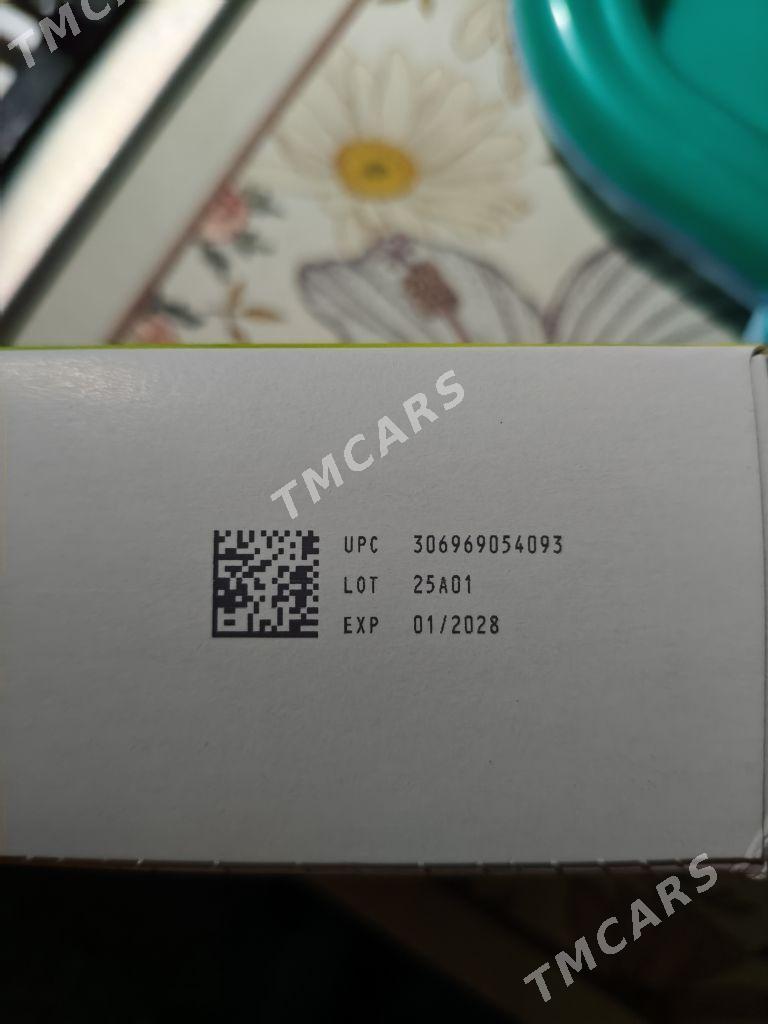 TMCARS
TMCARS
UPC 306969054093
LOT 25A01
EXP 01/2028
TMCARS